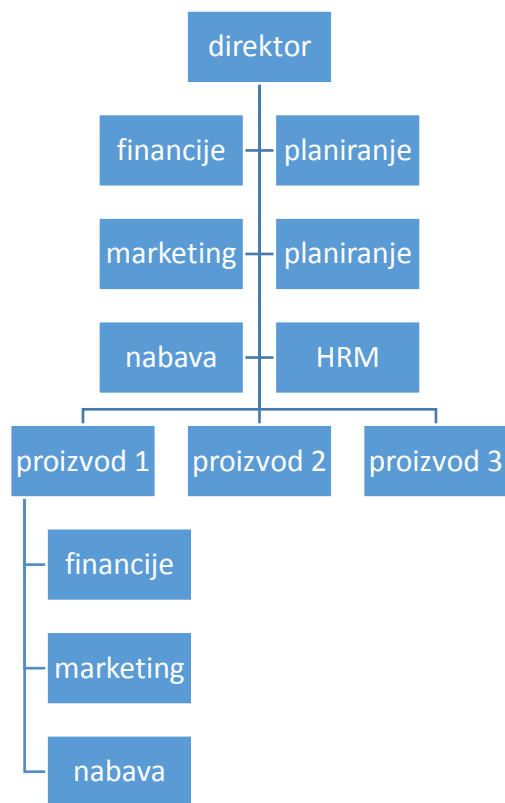 direktor
financije
planiranje
marketing
planiranje
nabava
HRM
proizvod 1
proizvod 2
proizvod 3
financije
marketing
nabava